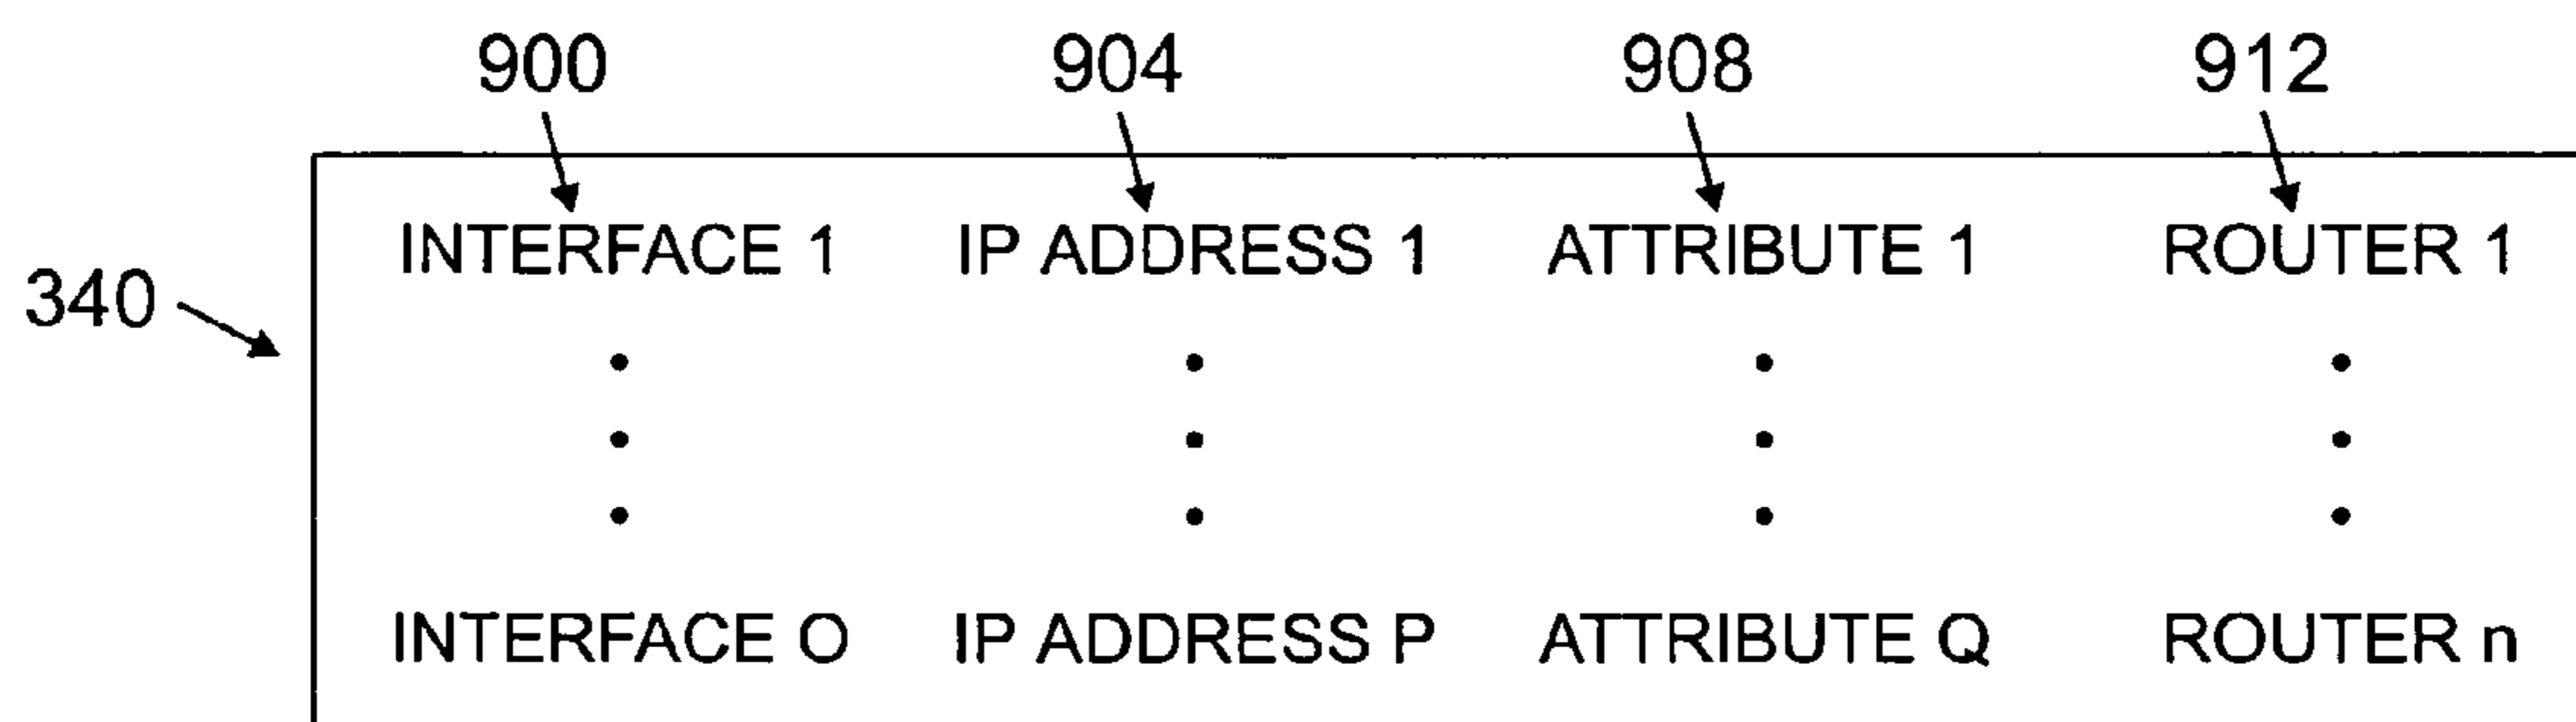 900 904 908 912
INTERFACE 1 IP ADDRESS 1 ATTRIBUTE 1 ROUTER 1
340
INTERFACE O IP ADDRESS P ATTRIBUTE Q ROUTER n